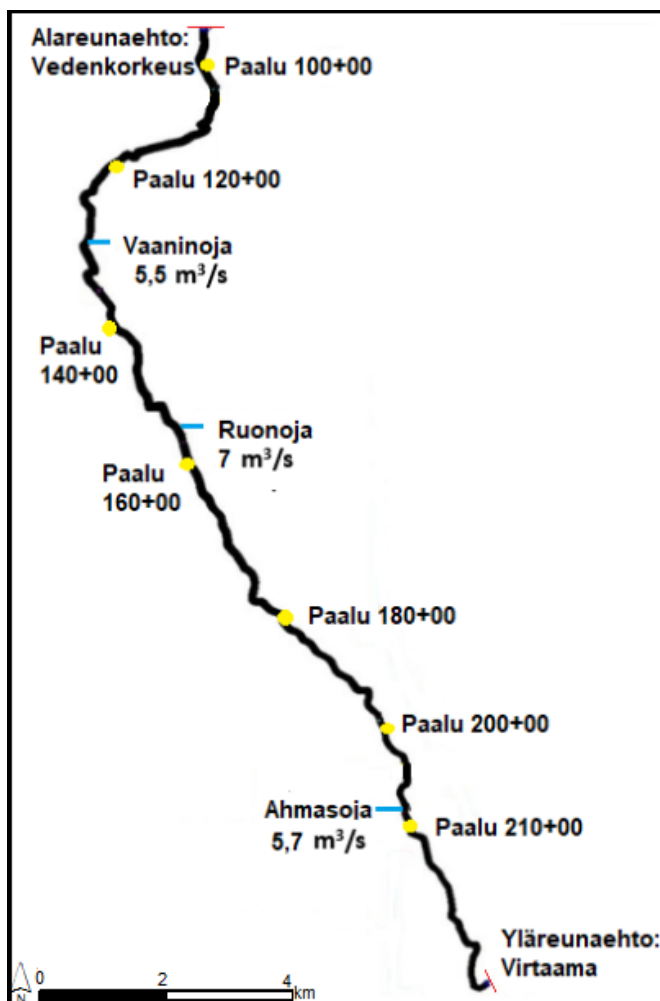 Alareunaehto:
Vedenkorkeus
Paalu 100+00
Paalu 120+00
Vaaninoja
5,5 m³/s
Paalu
140+00
Ruonoja
7 m³/s
Paalu
160+00
Paalu 180+00
Paalu 200+00
Ahmasoja
5,7 m³/s
Paalu 210+00
Yläreunaehto:
Virtaama
N
0 2 4
km